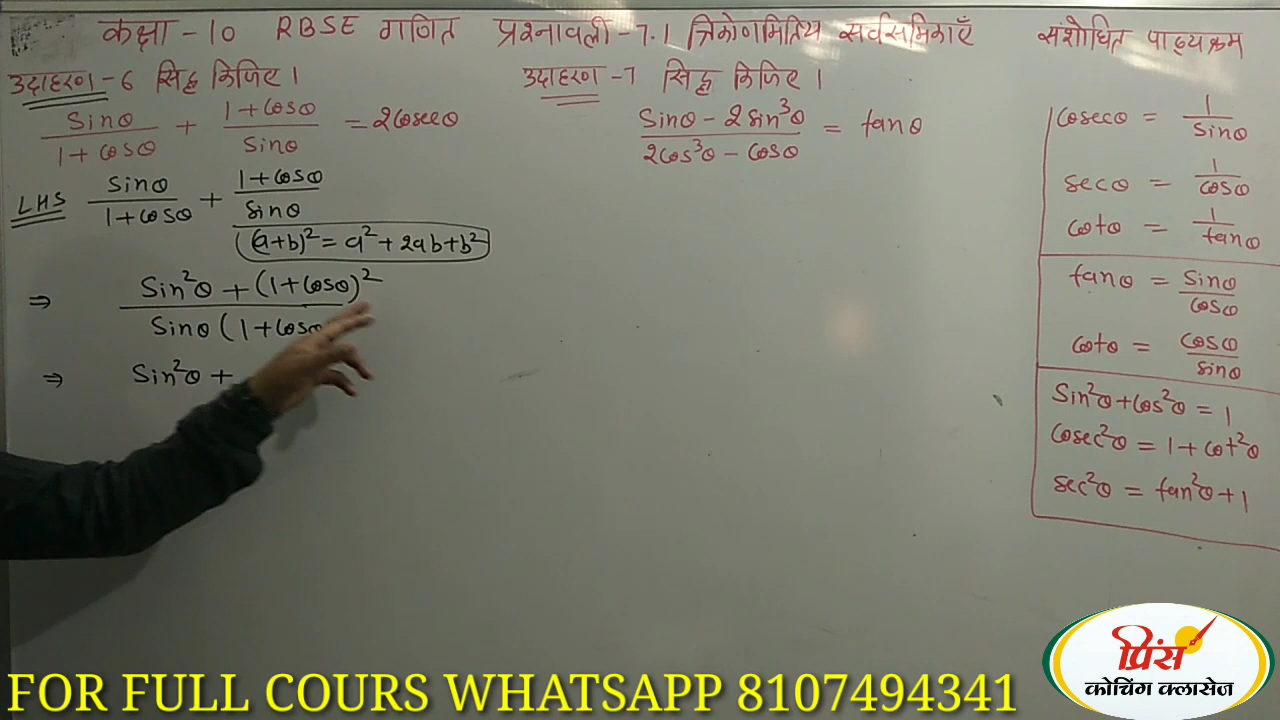 कक्षा - 10 RBSE गणित प्रश्नावली - 7.1 त्रिकोणमितिय सर्वसमिकाएँ संशोधित पाठ्यक्रम
उदाहरण - 6 सिद्ध किजिए।
sinθ/(1+cosθ) + (1+cosθ)/sinθ = 2cosecθ
LHS sinθ/(1+cosθ) + (1+cosθ)/sinθ
(a+b)² = a² + 2ab + b²
⇒ (sin²θ + (1+cosθ)²)/(sinθ(1+cosθ
⇒ sin²θ +
उदाहरण - 7 सिद्ध किजिए।
(sinθ - 2sin³θ)/(2cos³θ - cosθ) = tanθ
cosecθ = 1/sinθ
secθ = 1/cosθ
cotθ = 1/tanθ
tanθ = sinθ/cosθ
cotθ = cosθ/sinθ
sin²θ + cos²θ = 1
cosec²θ = 1 + cot²θ
sec²θ = tan²θ + 1
प्रिंस
कोचिंग क्लासेज
FOR FULL COURS WHATSAPP 8107494341